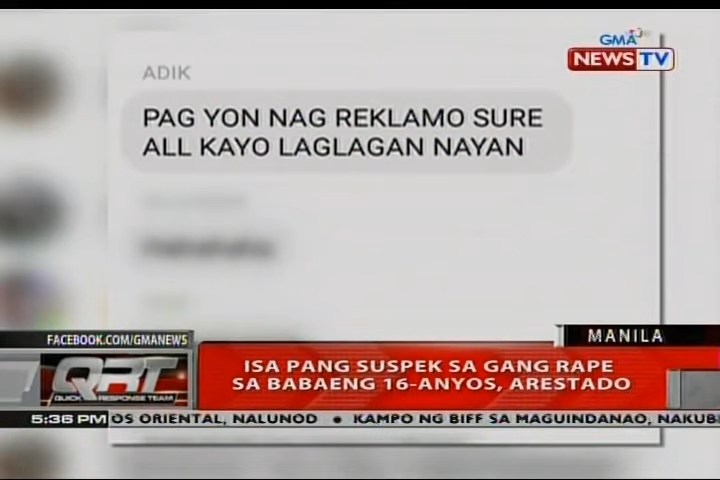 GMA
NEWS TV
ADIK
PAG YON NAG REKLAMO SURE
ALL KAYO LAGLAGAN NAYAN
FACEBOOK.COM/GMANEWS
MANILA
QRT
QUICK RESPONSE TEAM
ISA PANG SUSPEK SA GANG RAPE
SA BABAENG 16-ANYOS, ARESTADO
5:36 PM OS ORIENTAL, NALUNOD • KAMPO NG BIFF SA MAGUINDANAO, NAKUB